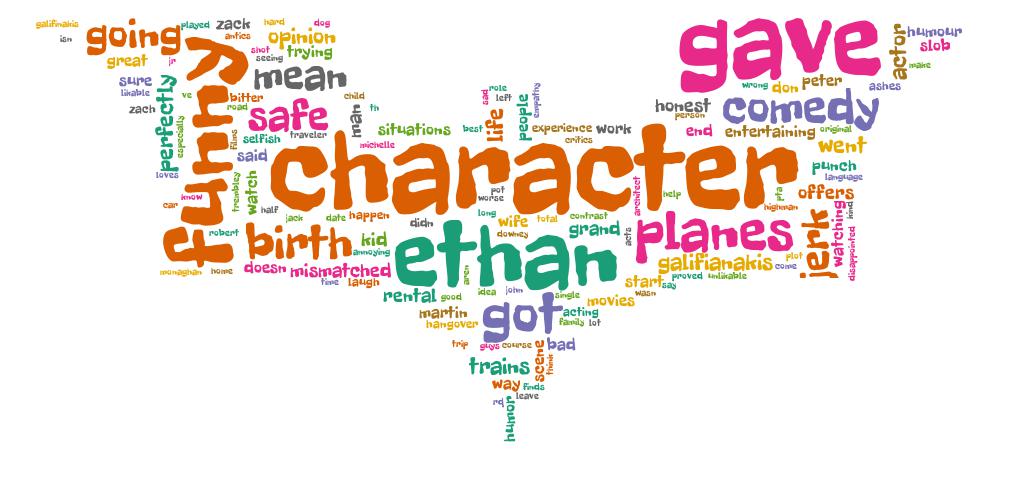 galifinakis
isn
going
played
zack
antics
hard
dog
opinion
shot
seeing
trying
great
jr
funny
mean
gave
actor
humour
slob
make
sure
likable
zach
perfectly
ve
especially
loves
bitter
road
films
safe
child
man
th
traveler
selfish
said
michelle
situations
best
sad
role
left
life
people
empathy
experience
critics
work
honest
person
wrong
don
peter
ashes
comedy
end
entertaining
original
went
punch
language
character
pot
worse
architect
help
pta
highman
offers
know
car
trembley
watch
half
jack
date
happen
didn
long
wife
total
contrast
downey
grand
acts
planes
jerk
watching
kind
disappointed
robert
birth
kid
annoying
ethan
galifianakis
come
plot
monaghan
home
doesn
mismatched
time
laugh
aren
start
say
proved
unlikable
wasn
rental
good
idea
john
single
movies
martin
hangover
got
acting
family
lot
trip
guys
course
scene
think
bad
trains
way
finds
rd
leave
humor